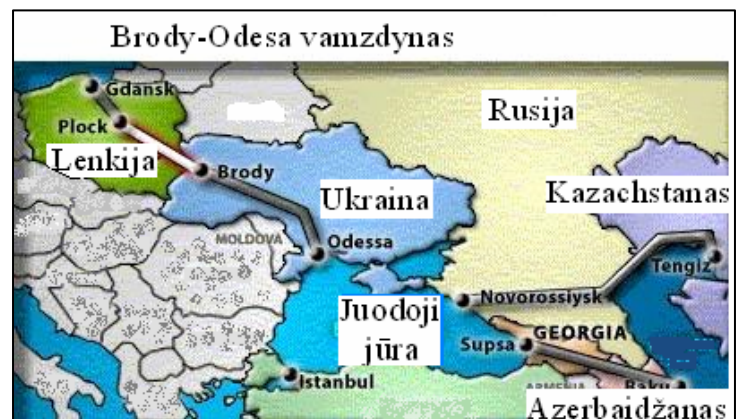 Brody-Odesa vamzdynas
Gdansk
Plock
Rusija
Lenkija
Brody
Ukraina
Kazachstanas
MOLDOVA
Odessa
Tengiz
Juodoji
jūra
Novorossiysk
Supsa
GEORGIA
Istanbul
ARMENIA
Baku
Azerbaidžanas